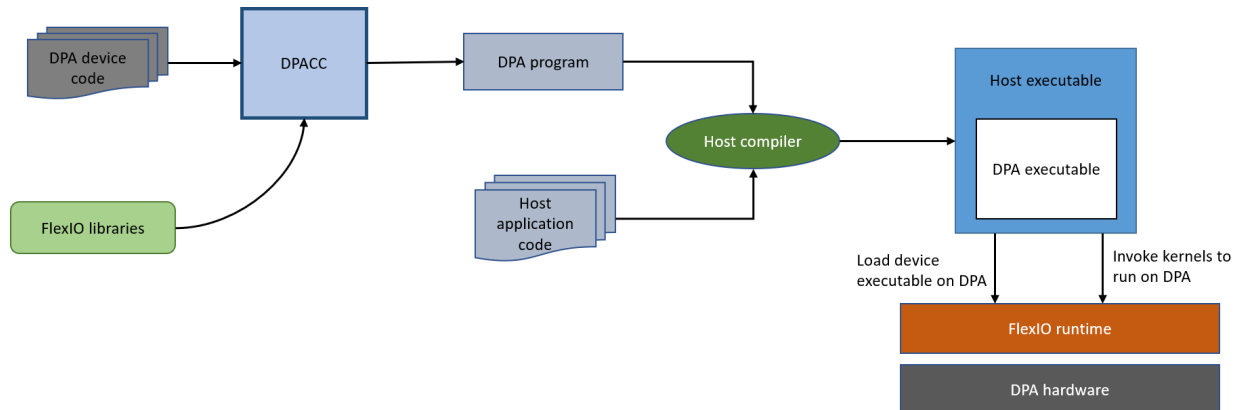 DPA device
code
DPACC
DPA program
FlexIO libraries
Host
application
code
Host compiler
Host executable
DPA executable
Load device
executable on DPA
Invoke kernels to
run on DPA
FlexIO runtime
DPA hardware